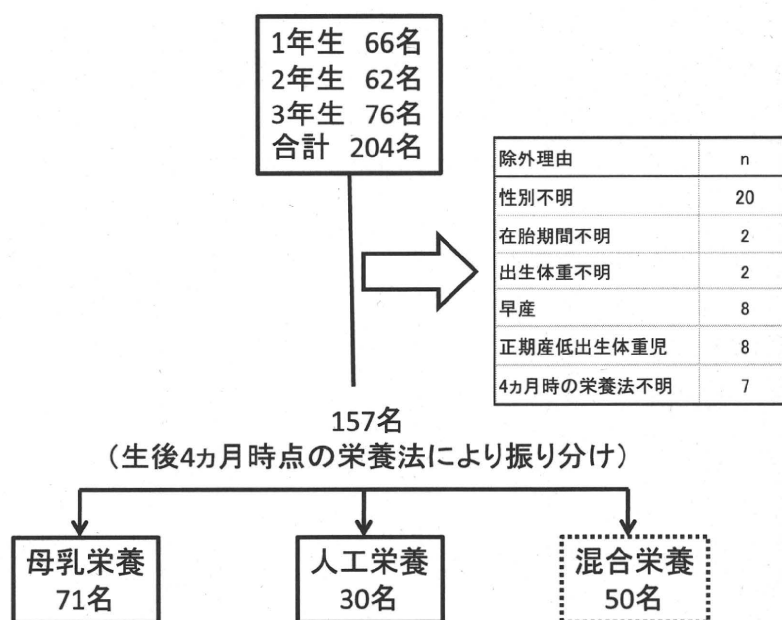 1年生 66名
2年生 62名
3年生 76名
合計 204名
除外理由 n
性別不明 20
在胎期間不明 2
出生体重不明 2
早産 8
正期産低出生体重児 8
4ヵ月時の栄養法不明 7
157名
(生後4ヵ月時点の栄養法により振り分け)
母乳栄養 人工栄養 混合栄養
71名 30名 50名